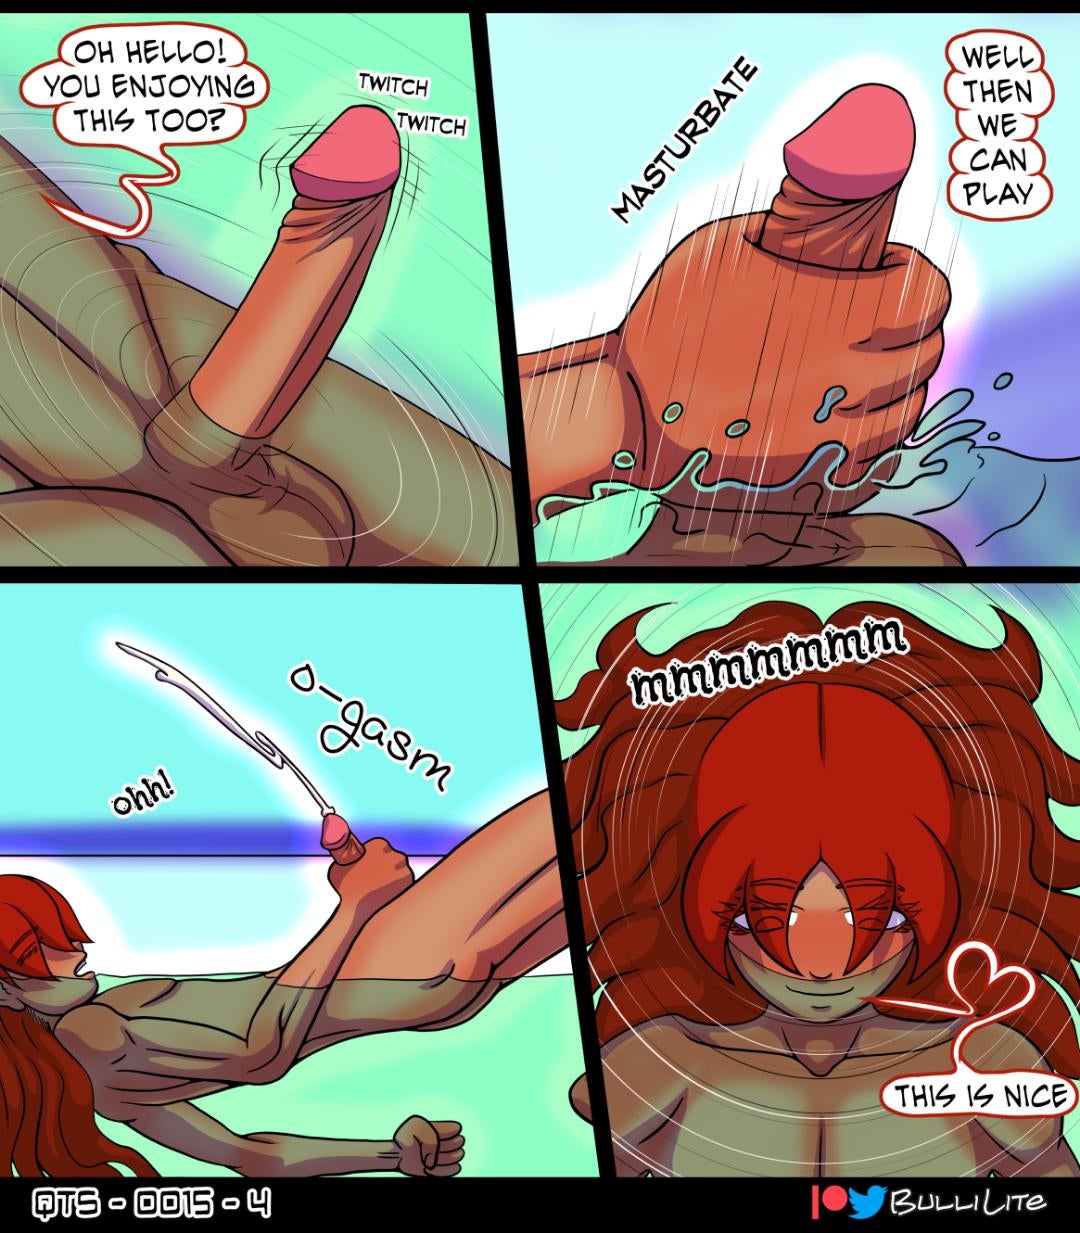 OH HELLO!
YOU ENJOYING
THIS TOO?
TWITCH
TWITCH
MASTURBATE
WELL
THEN
WE
CAN
PLAY
ohh!
o-gasm
mmmmmmm
THIS IS NICE
QTS - 0015 - 4
BULLILITE